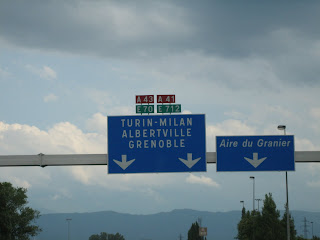 A 43 A 41
E 70 E 712
TURIN-MILAN
ALBERTVILLE
GRENOBLE
Aire du Granier